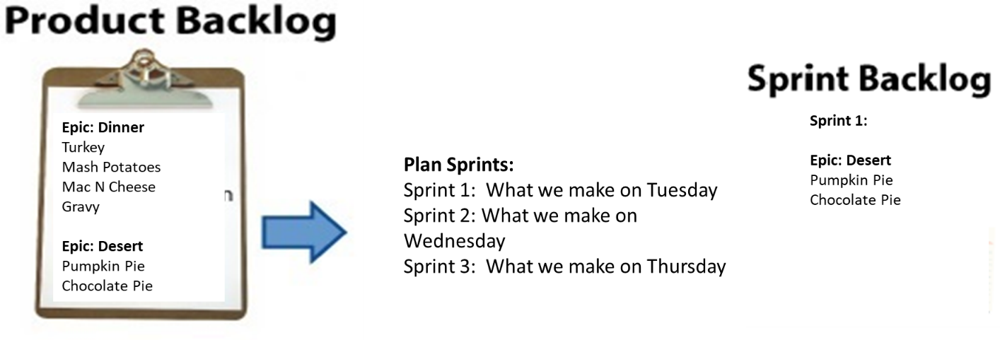 Product Backlog
Epic: Dinner
Turkey
Mash Potatoes
Mac N Cheese
Gravy
Epic: Desert
Pumpkin Pie
Chocolate Pie
n
Plan Sprints:
Sprint 1:  What we make on Tuesday
Sprint 2: What we make on
Wednesday
Sprint 3:  What we make on Thursday
Sprint Backlog
Sprint 1:
Epic: Desert
Pumpkin Pie
Chocolate Pie